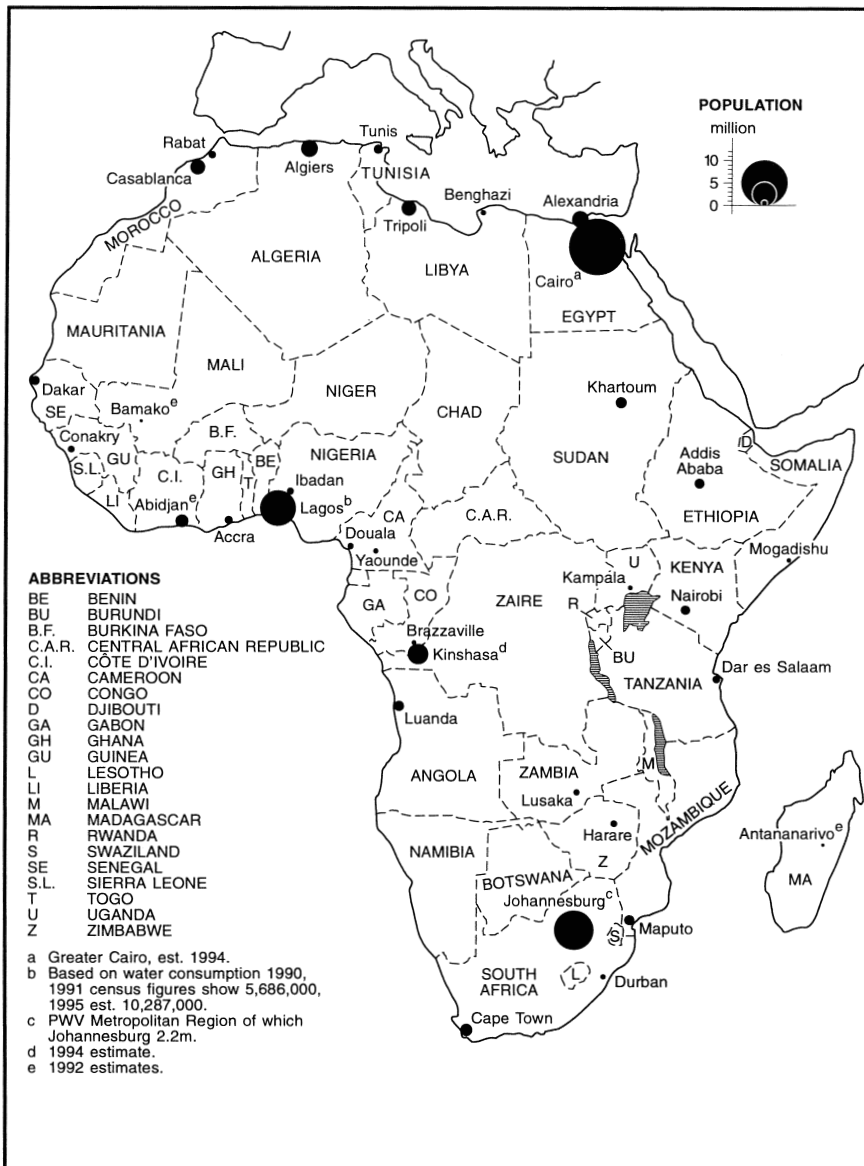 POPULATION
million
10
5
0
Rabat
Tunis
Casablanca
Algiers
TUNISIA
Benghazi
Alexandria
MOROCCO
Tripoli
ALGERIA
LIBYA
Cairo a
EGYPT
MAURITANIA
MALI
NIGER
Dakar
Khartoum
SE
Bamako e
CHAD
B.F.
Conakry
D
GU
BE
NIGERIA
Addis
Ababa
S.L.
C.I.
GH
SUDAN
SOMALIA
T
Ibadan
LI
Abidjan e
Lagos b
CA
C.A.R.
ETHIOPIA
Accra
Douala
Yaounde
Mogadishu
U
KENYA
Kampala
CO
GA
ZAIRE
R
Nairobi
Brazzaville
Kinshasa d
BU
TANZANIA
Dar es Salaam
Luanda
ANGOLA
ZAMBIA
M
Lusaka
MOZAMBIQUE
Harare
Antananarivo e
NAMIBIA
Z
BOTSWANA
MA
Johannesburg c
S
Maputo
SOUTH
AFRICA
L
Durban
Cape Town
ABBREVIATIONS
BE BENIN
BU BURUNDI
B.F. BURKINA FASO
C.A.R. CENTRAL AFRICAN REPUBLIC
C.I. CÔTE D'IVOIRE
CA CAMEROON
CO CONGO
D DJIBOUTI
GA GABON
GH GHANA
GU GUINEA
L LESOTHO
LI LIBERIA
M MALAWI
MA MADAGASCAR
R RWANDA
S SWAZILAND
SE SENEGAL
S.L. SIERRA LEONE
T TOGO
U UGANDA
Z ZIMBABWE
a Greater Cairo, est. 1994.
b Based on water consumption 1990,
1991 census figures show 5,686,000,
1995 est. 10,287,000.
c PWV Metropolitan Region of which
Johannesburg 2.2m.
d 1994 estimate.
e 1992 estimates.